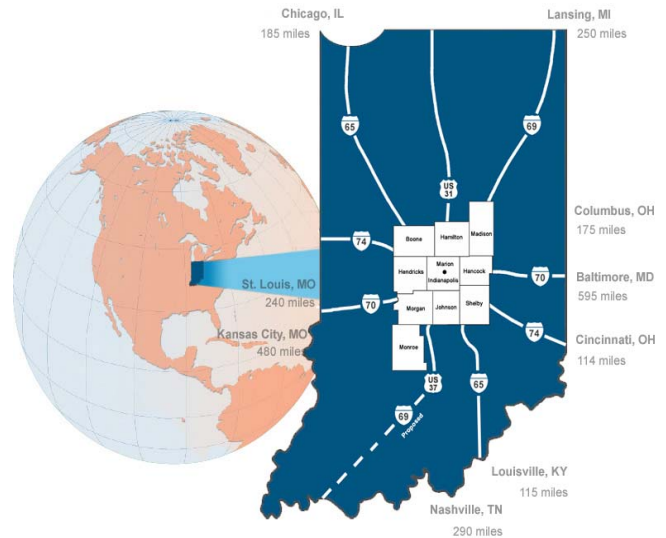 Chicago, IL
185 miles
Lansing, MI
250 miles
65
69
US
31
Columbus, OH
175 miles
74
Boone
Hamilton
Madison
St. Louis, MO
240 miles
Hendricks
Marion
Indianapolis
Hancock
70
Baltimore, MD
595 miles
70
Kansas City, MO
480 miles
Morgan
Johnson
Shelby
74
Cincinnati, OH
114 miles
Monroe
US
37
65
69
Proposed
Louisville, KY
115 miles
Nashville, TN
290 miles